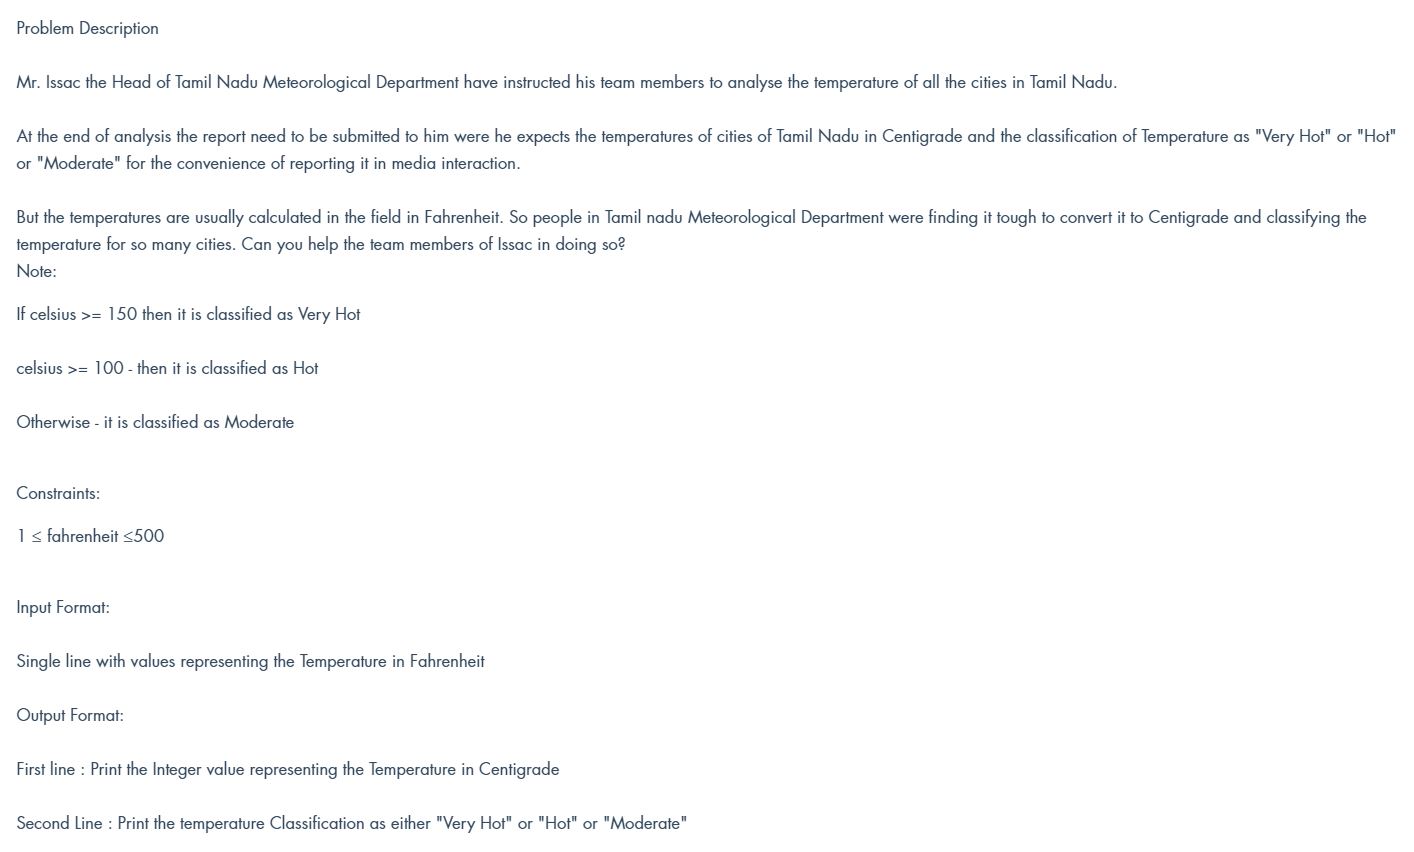 Problem Description
Mr. Issac the Head of Tamil Nadu Meteorological Department have instructed his team members to analyse the temperature of all the cities in Tamil Nadu.
At the end of analysis the report need to be submitted to him were he expects the temperatures of cities of Tamil Nadu in Centigrade and the classification of Temperature as "Very Hot" or "Hot"
or "Moderate" for the convenience of reporting it in media interaction.
But the temperatures are usually calculated in the field in Fahrenheit. So people in Tamil nadu Meteorological Department were finding it tough to convert it to Centigrade and classifying the
temperature for so many cities. Can you help the team members of Issac in doing so?
Note:
If celsius >= 150 then it is classified as Very Hot
celsius >= 100 - then it is classified as Hot
Otherwise - it is classified as Moderate
Constraints:
1 ≤ fahrenheit ≤500
Input Format:
Single line with values representing the Temperature in Fahrenheit
Output Format:
First line : Print the Integer value representing the Temperature in Centigrade
Second Line : Print the temperature Classification as either "Very Hot" or "Hot" or "Moderate"